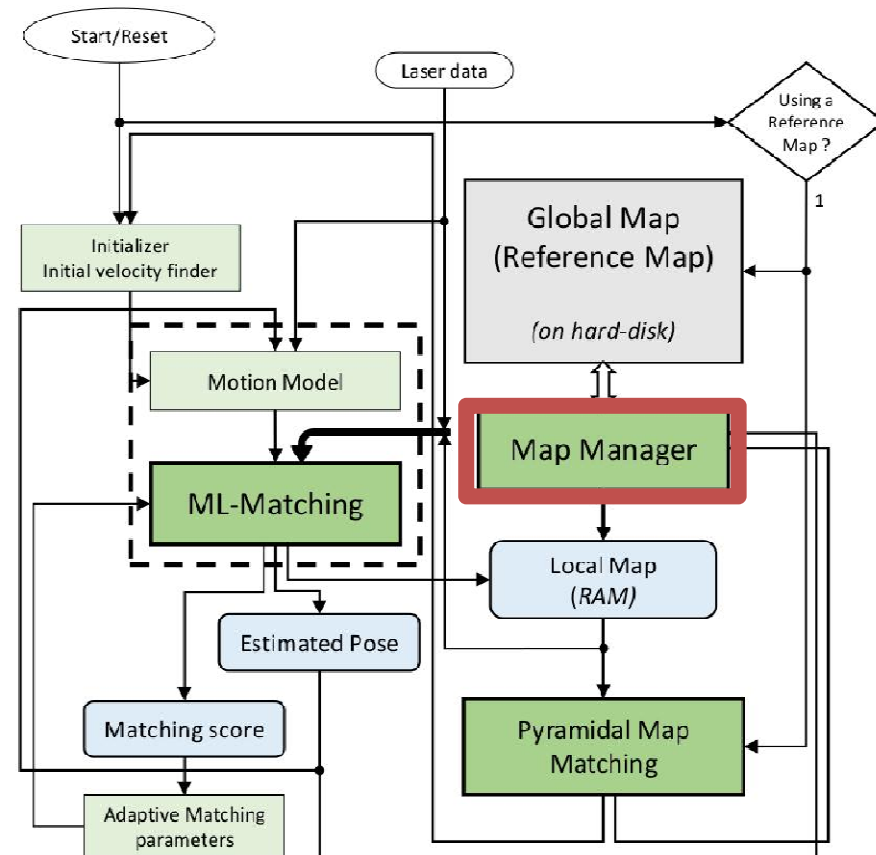 Start/Reset
Laser data
Using a
Reference
Map ?
1
Global Map
(Reference Map)
(on hard-disk)
Initializer
Initial velocity finder
Motion Model
Map Manager
ML-Matching
Local Map
(RAM)
Estimated Pose
Matching score
Pyramidal Map
Matching
Adaptive Matching
parameters